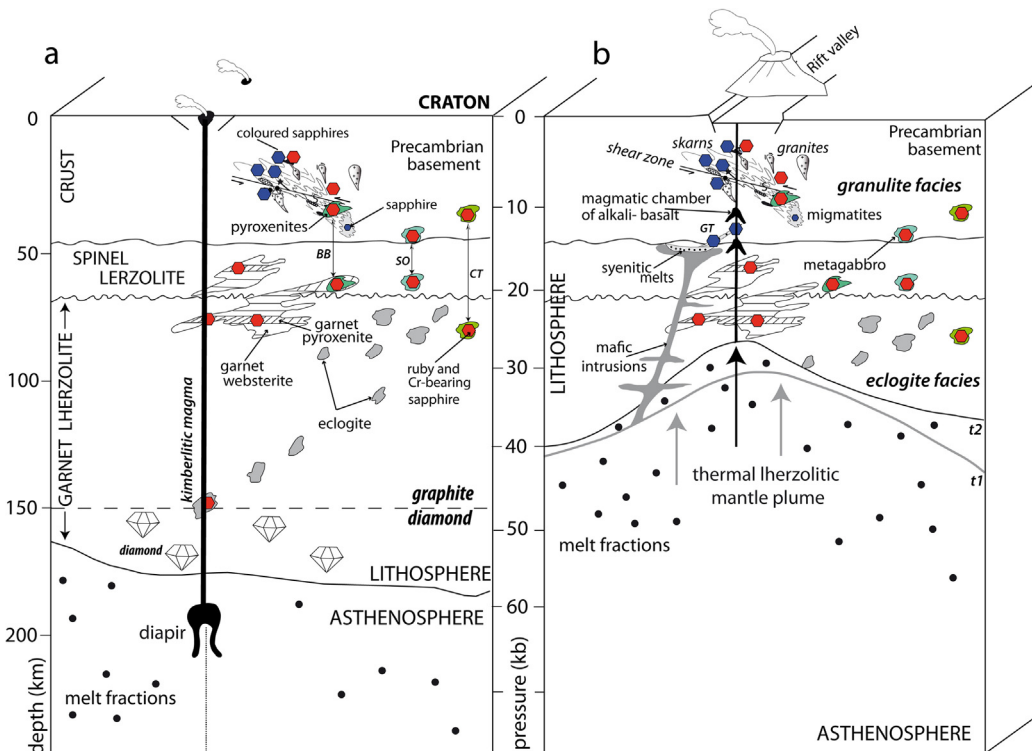 a
CRATON
0
50
100
150
200
depth (km)
CRUST
coloured sapphires
Precambrian
basement
pyroxenites
sapphire
BB
SO
CT
SPINEL
LERZOLITE
GARNET LHERZOLITE
garnet
pyroxenite
garnet
websterite
ruby and
Cr-bearing
sapphire
eclogite
kimberlitic magma
graphite
diamond
diamond
LITHOSPHERE
ASTHENOSPHERE
diapir
melt fractions
b
Rift valley
0
10
20
30
40
50
60
pressure (kb)
LITHOSPHERE
skarns
granites
shear zone
Precambrian
basement
granulite facies
magmatic chamber
of alkali- basalt
migmatites
GT
syenitic
melts
metagabbro
mafic
intrusions
eclogite facies
t2
t1
thermal lherzolitic
mantle plume
melt fractions
ASTHENOSPHERE